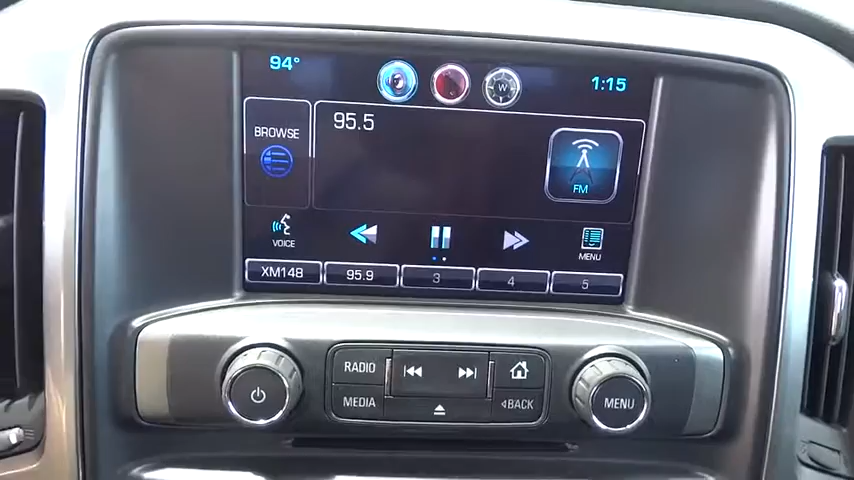 94°
W
1:15
BROWSE
95.5
FM
VOICE
MENU
XM148
95.9
3
4
5
RADIO
MEDIA
BACK
MENU